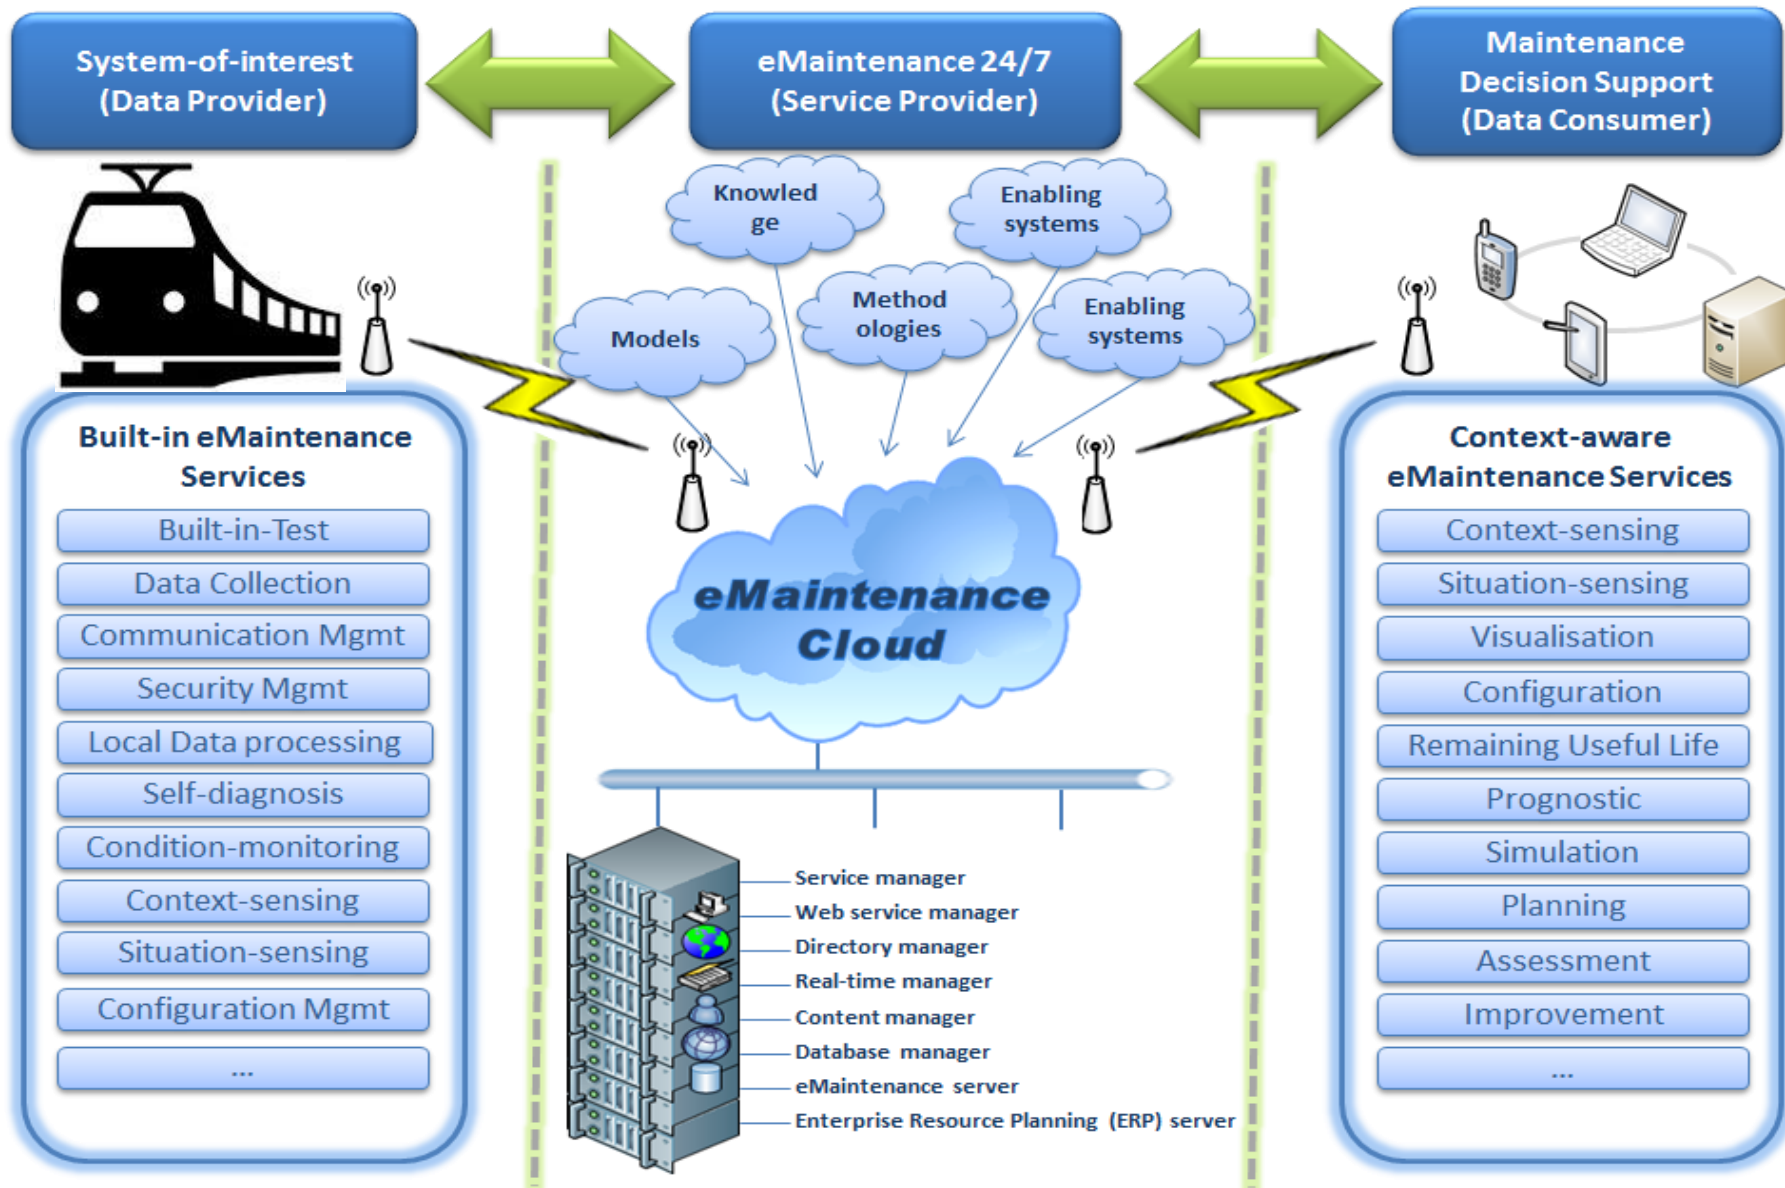 System-of-interest
(Data Provider)
eMaintenance 24/7
(Service Provider)
Maintenance
Decision Support
(Data Consumer)
Knowled
ge
Enabling
systems
Models
Method
ologies
Enabling
systems
Built-in eMaintenance
Services
Built-in-Test
Data Collection
Communication Mgmt
Security Mgmt
Local Data processing
Self-diagnosis
Condition-monitoring
Context-sensing
Situation-sensing
Configuration Mgmt
...
eMaintenance
Cloud
Service manager
Web service manager
Directory manager
Real-time manager
Content manager
Database manager
eMaintenance server
Enterprise Resource Planning (ERP) server
Context-aware
eMaintenance Services
Context-sensing
Situation-sensing
Visualisation
Configuration
Remaining Useful Life
Prognostic
Simulation
Planning
Assessment
Improvement
...